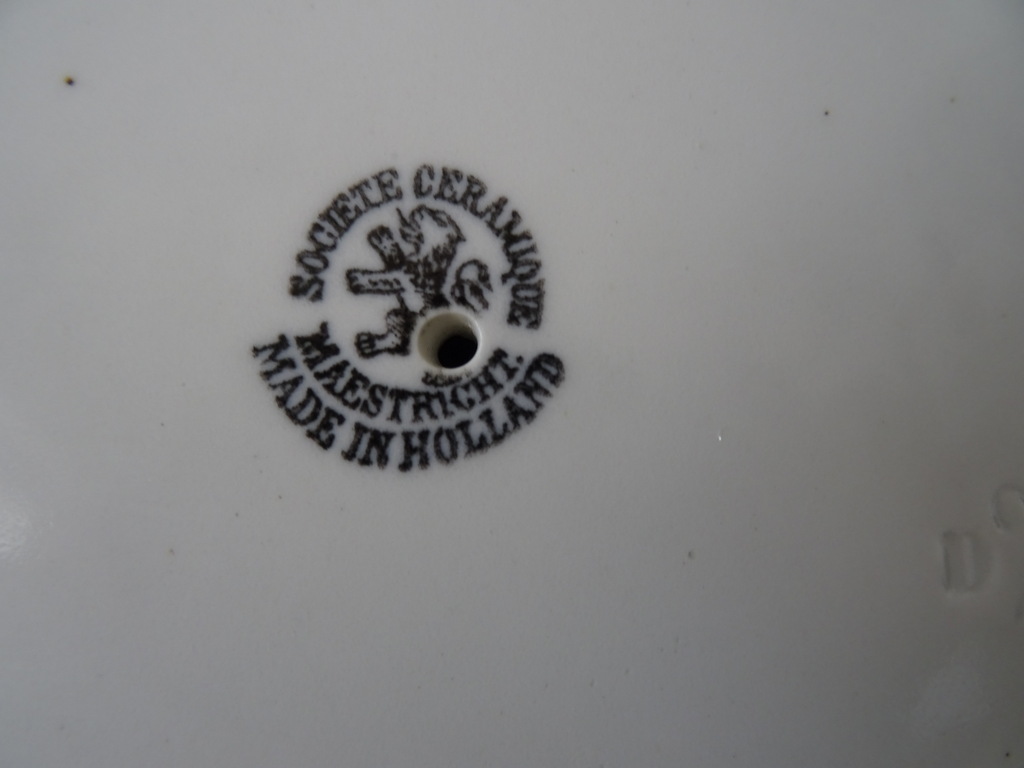 SOCIETE CERAMIQUE
MAESTRICHT.
MADE IN HOLLAND
D